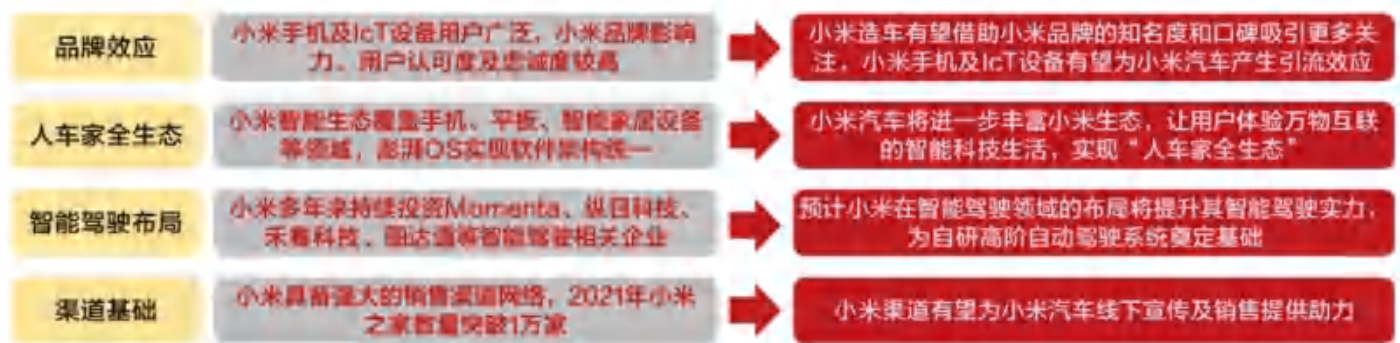 品牌效应
小米手机及IcT设备用户广泛，小米品牌影响
力、用户认可度及忠诚度较高
小米造车有望借助小米品牌的知名度和口碑吸引更多关
注，小米手机及IcT设备有望为小米汽车产生引流效应
人车家全生态
小米智能生态覆盖手机、平板、智能家居设备
等领域，澎湃OS实现软件架构统一
小米汽车将进一步丰富小米生态，让用户体验万物互联
的智能科技生活，实现“人车家全生态”
智能驾驶布局
小米多年来持续投资Momenta、纵目科技、
禾赛科技、图达通等智能驾驶相关企业
预计小米在智能驾驶领域的布局将提升其智能驾驶实力，
为自研高阶自动驾驶系统奠定基础
渠道基础
小米具备强大的销售渠道网络，2021年小米
之家数量突破1万家
小米渠道有望为小米汽车线下宣传及销售提供助力